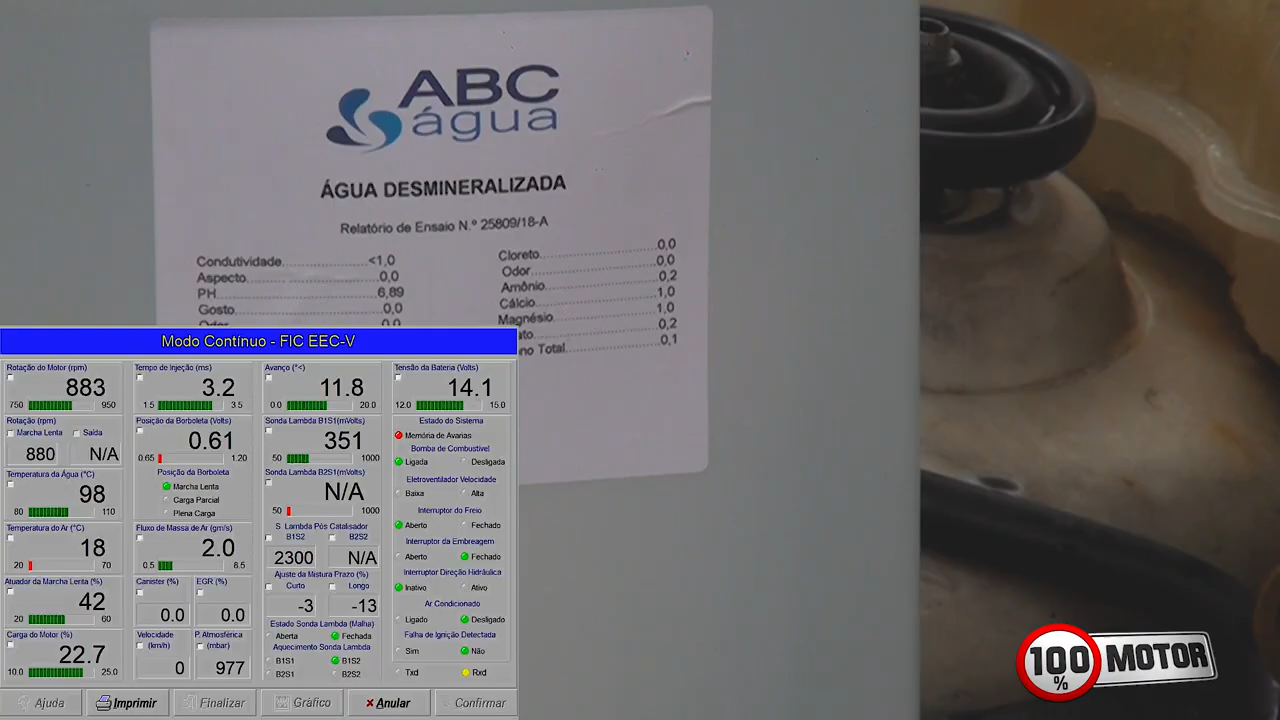 ABC
água
ÁGUA DESMINERALIZADA
Relatório de Ensaio N.º 25809/18-A
Condutividade <1,0
Aspecto 0,0
PH 6,89
Gosto 0,0
Odor 0,0
Cloreto 0,0
Odor 0,0
Amônio 0,2
Cálcio 1,0
Magnésio 1,0
0,2
Total 0,1
Modo Contínuo - FIC EEC-V
Rotação do Motor (rpm)
883
750 950
Rotação (rpm)
Marcha Lenta Saída
880 N/A
Temperatura da Água (°C)
98
80 110
Temperatura do Ar (°C)
18
20 70
Atuador da Marcha Lenta (%)
42
20 60
Carga do Motor (%)
22.7
10.0 25.0
Tempo de Injeção (ms)
3.2
1.5 3.5
Posição da Borboleta (Volts)
0.61
0.65 1.20
Posição da Borboleta
Marcha Lenta
Carga Parcial
Plena Carga
Fluxo de Massa de Ar (gm/s)
2.0
0.5 8.5
Canister (%) EGR (%)
0.0 0.0
Velocidade (km/h) P. Atmosférica (mbar)
0 977
Avanço (°<)
11.8
0.0 20.0
Sonda Lambda B1S1(mVolts)
351
50 1000
Sonda Lambda B2S1(mVolts)
N/A
50 1000
S. Lambda Pós Catalisador
B1S2 B2S2
2300 N/A
Ajuste da Mistura Prazo (%)
Curto Longo
-3 -13
Estado Sonda Lambda (Malha)
Aberta Fechada
Aquecimento Sonda Lambda
B1S1 B1S2
B2S1 B2S2
Tensão da Bateria (Volts)
14.1
12.0 15.0
Estado do Sistema
Memória de Avarias
Bomba de Combustível
Ligada Desligada
Eletroventilador Velocidade
Baixa Alta
Interruptor do Freio
Aberto Fechado
Interruptor da Embreagem
Aberto Fechado
Interruptor Direção Hidráulica
Inativo Ativo
Ar Condicionado
Ligado Desligado
Falha de Ignição Detectada
Sim Não
Txd Rxd
Ajuda Imprimir Finalizar Gráfico Anular Confirmar
100 % MOTOR